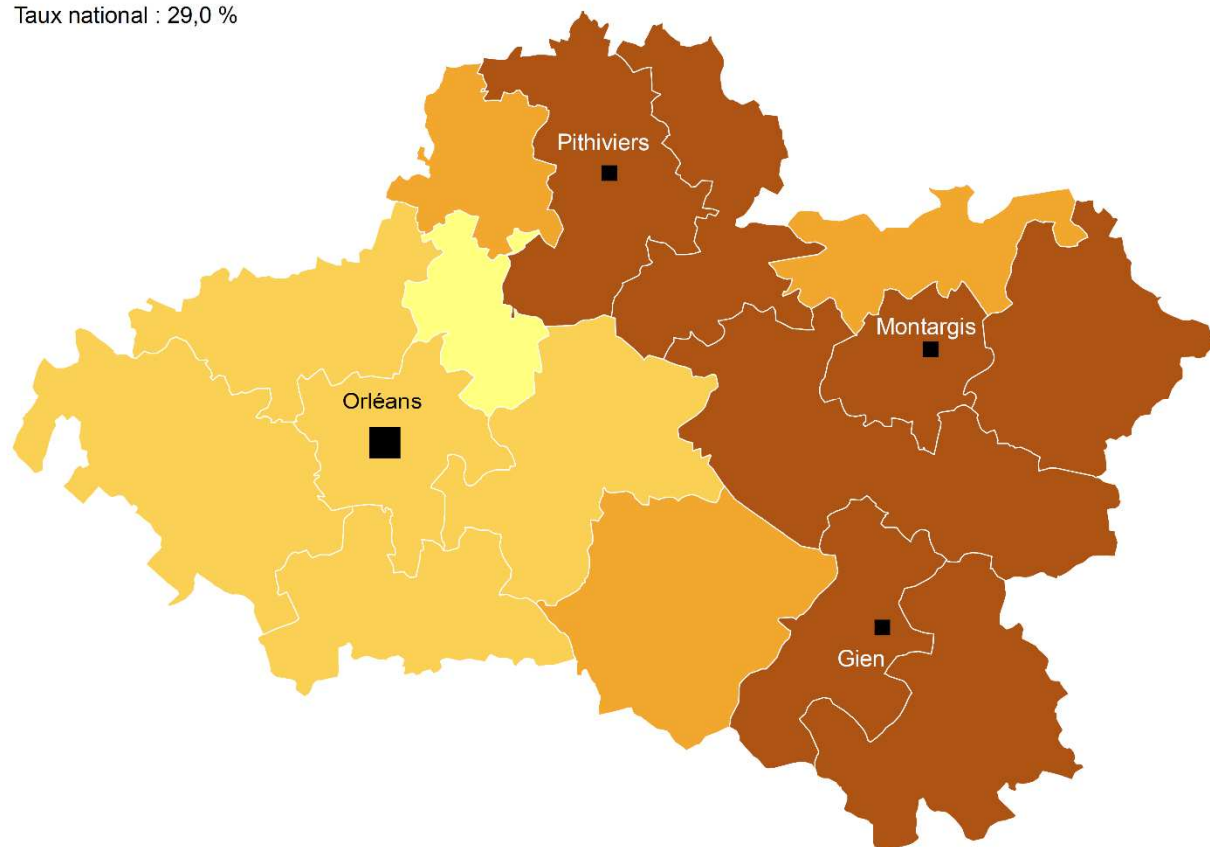 Taux national : 29,0 %
Pithiviers
Montargis
Orléans
Gien